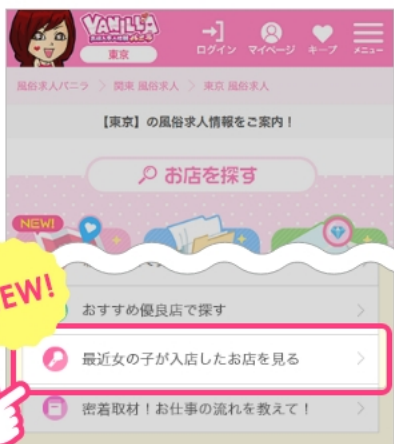 VANILLA
東京
ログイン
マイページ
キープ
メニュー
風俗求人バニラ > 関東 風俗求人 > 東京 風俗求人
【東京】の風俗求人情報をご案内！
お店を探す
NEW!
EW!
おすすめ優良店で探す
最近女の子が入店したお店を見る
密着取材！お仕事の流れを教えて！